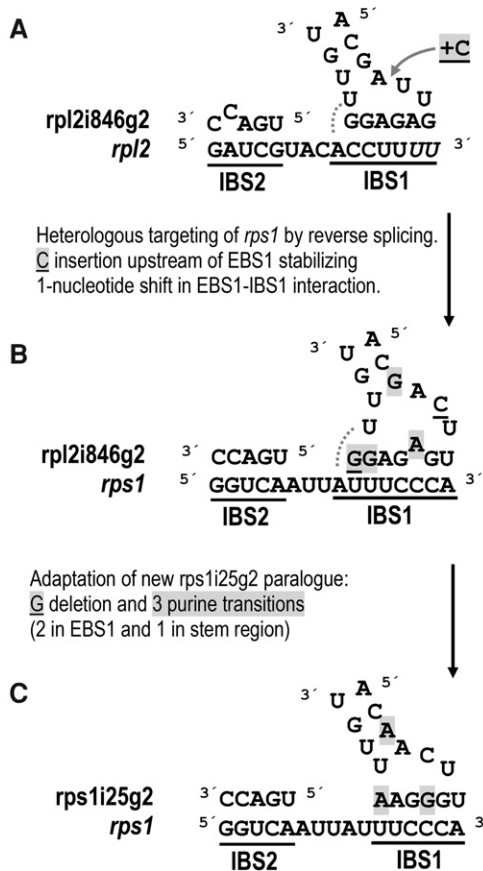 A
3´ U A 5´
G C
U G A
+C
U U
U U
rpl2i846g2 3´ CCAGU 5´ GGAGAG
rpl2 5´ GAUCGUACACCUUUU 3´
IBS2 IBS1
Heterologous targeting of rps1 by reverse splicing.
C insertion upstream of EBS1 stabilizing
1-nucleotide shift in EBS1-IBS1 interaction.
B
3´ U A 5´
G C
U G A C
U U
rpl2i846g2 3´ CCAGU 5´ GGAGAGU
rps1 5´ GGUCAAUUAUUUCCCA 3´
IBS2 IBS1
Adaptation of new rps1i25g2 paralogue:
G deletion and 3 purine transitions
(2 in EBS1 and 1 in stem region)
C
3´ U A 5´
G C A
U A C U
U
rps1i25g2 3´ CCAGU 5´ AAGGGU
rps1 5´ GGUCAAUUAUUUCCCA 3
IBS2 IBS1